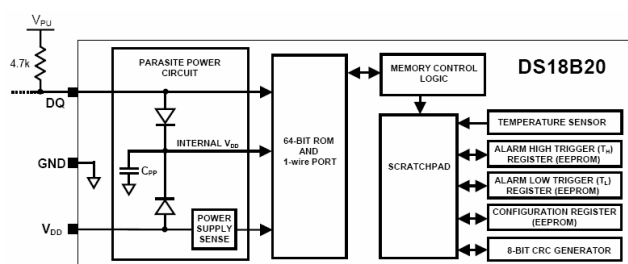 V_PU
4.7k
PARASITE POWER
CIRCUIT
MEMORY CONTROL
LOGIC
DS18B20
DQ
INTERNAL V_DD
64-BIT ROM
AND
1-wire PORT
SCRATCHPAD
TEMPERATURE SENSOR
GND
C_PP
ALARM HIGH TRIGGER (T_H)
REGISTER (EEPROM)
ALARM LOW TRIGGER (T_L)
REGISTER (EEPROM)
V_DD
POWER
SUPPLY
SENSE
CONFIGURATION REGISTER
(EEPROM)
8-BIT CRC GENERATOR